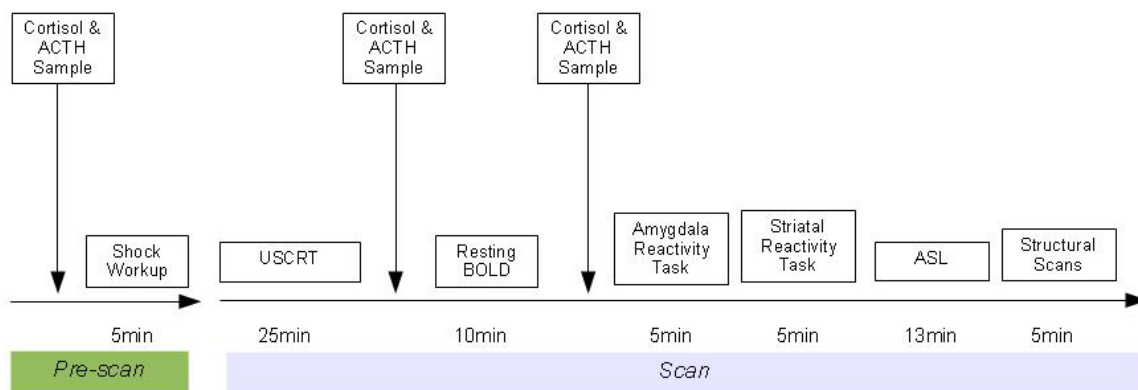 Cortisol &
ACTH
Sample
Cortisol &
ACTH
Sample
Cortisol &
ACTH
Sample
Shock
Workup
USCRT
Resting
BOLD
Amygdala
Reactivity
Task
Striatal
Reactivity
Task
ASL
Structural
Scans
5min
25min
10min
5min
5min
13min
5min
Pre-scan
Scan